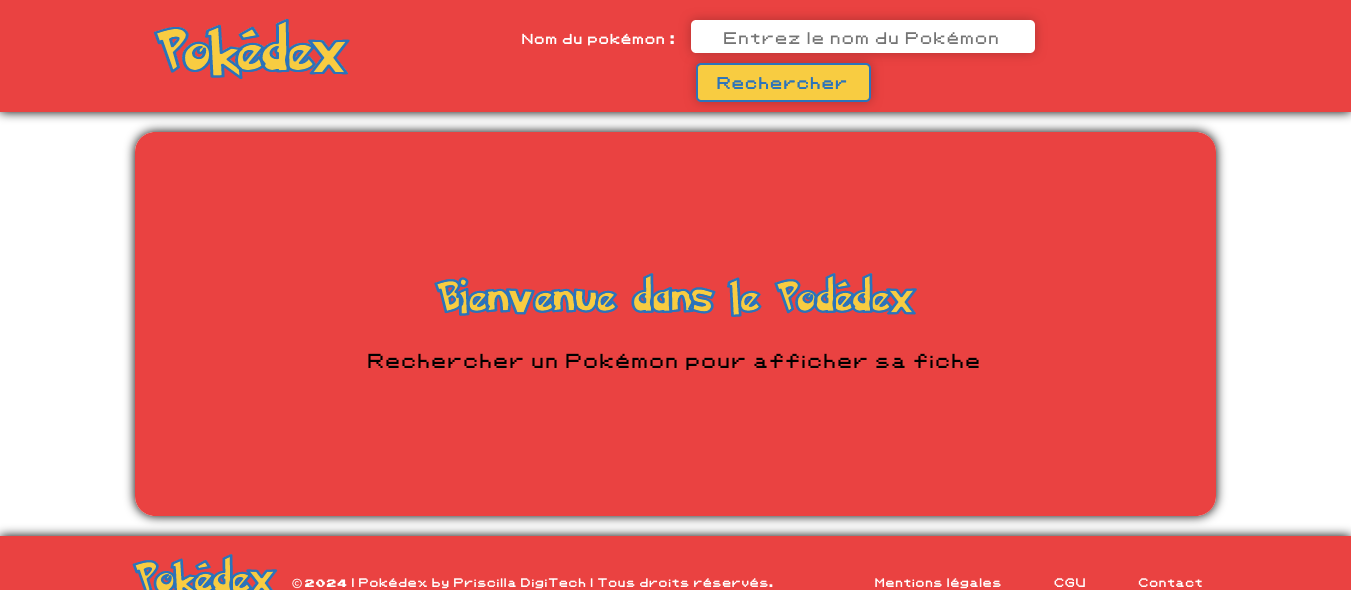 Pokédex
Nom du pokémon :
Entrez le nom du Pokémon
Rechercher
Bienvenue dans le Podédex
Rechercher un Pokémon pour afficher sa fiche
Pokédex
©2024 | Pokédex by Priscilla DigiTech | Tous droits réservés.
Mentions légales
CGU
Contact